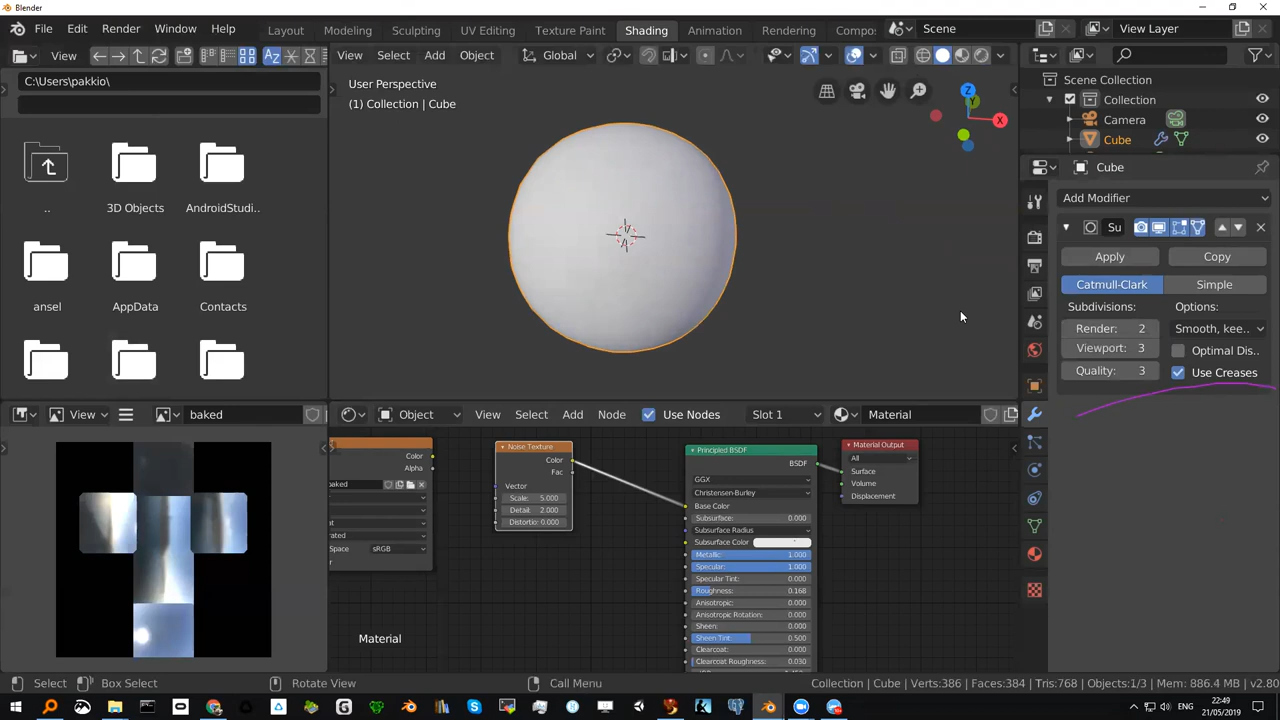 Blender
File Edit Render Window Help Layout Modeling Sculpting UV Editing Texture Paint Shading Animation Rendering Compos Scene View Layer
View View Select Add Object Global
C:\Users\pakkio\
User Perspective
(1) Collection | Cube
.. 3D Objects AndroidStudi..
ansel AppData Contacts
Z
Y
X
Scene Collection
Collection
Camera
Cube
Cube
Add Modifier
Su
Apply Copy
Catmull-Clark Simple
Subdivisions: Options:
Render: 2 Smooth, kee..
Viewport: 3 Optimal Dis..
Quality: 3 Use Creases
View baked Object View Select Add Node Use Nodes Slot 1 Material
Color
Alpha
baked
rated
Space sRGB
Noise Texture
Color
Fac
Vector
Scale: 5.000
Detail: 2.000
Distortio: 0.000
Principled BSDF
BSDF
GGX
Christensen-Burley
Base Color
Subsurface: 0.000
Subsurface Radius
Subsurface Color
Metallic: 1.000
Specular: 1.000
Specular Tint: 0.000
Roughness: 0.168
Anisotropic: 0.000
Anisotropic Rotation: 0.000
Sheen: 0.000
Sheen Tint: 0.500
Clearcoat: 0.000
Clearcoat Roughness: 0.030
Material Output
All
Surface
Volume
Displacement
Material
Select Box Select Rotate View Call Menu Collection | Cube | Verts:386 | Faces:384 | Tris:768 | Objects:1/3 | Mem: 886.4 MB | v2.80
22:49
21/05/2019